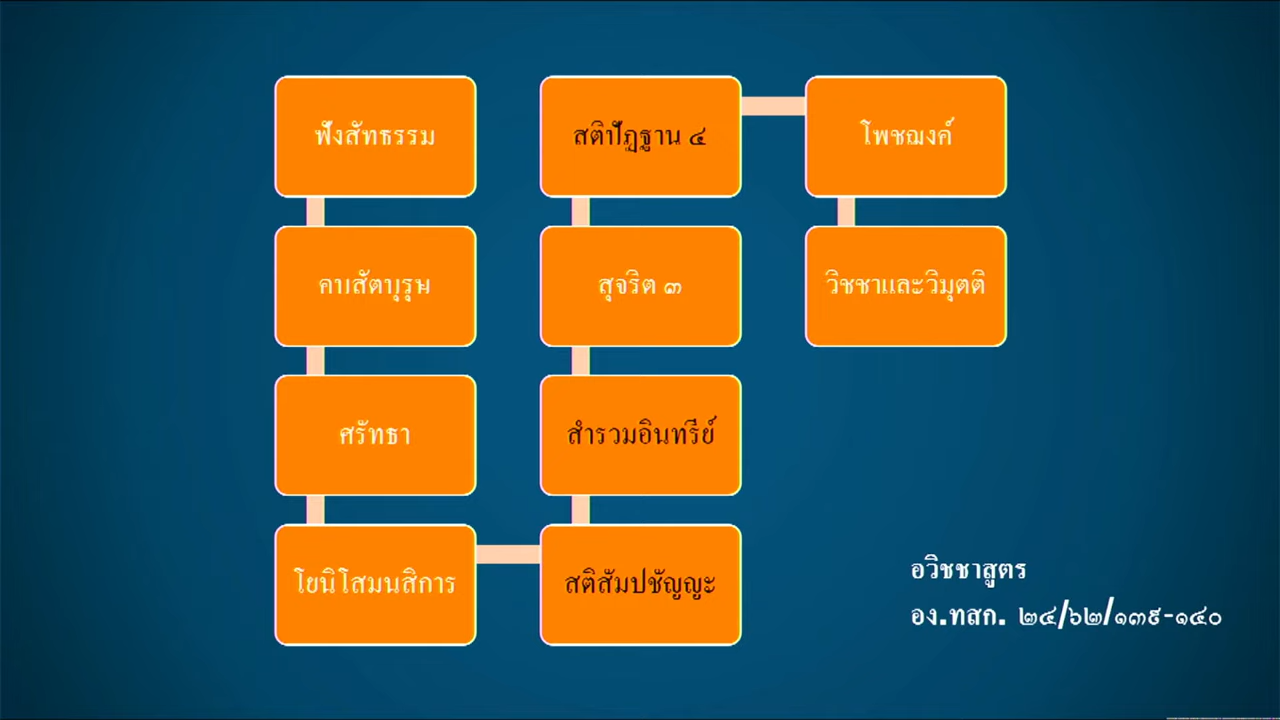 ฟังสัทธรรม
คบสัตบุรุษ
ศรัทธา
โยนิโสมนสิการ
สติสัมปชัญญะ
สำรวมอินทรีย์
สุจริต ๓
สติปัฏฐาน ๔
โพชฌงค์
วิชชาและวิมุตติ
อวิชชาสูตร
อง.ทสก. ๒๔/๖๒/๑๓๙-๑๔๐